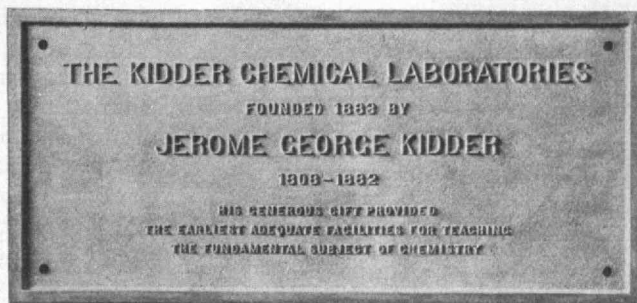 THE KIDDER CHEMICAL LABORATORIES
FOUNDED 1883 BY
JEROME GEORGE KIDDER
1808-1882
HIS GENEROUS GIFT PROVIDED
THE EARLIEST ADEQUATE FACILITIES FOR TEACHING
THE FUNDAMENTAL SUBJECT OF CHEMISTRY